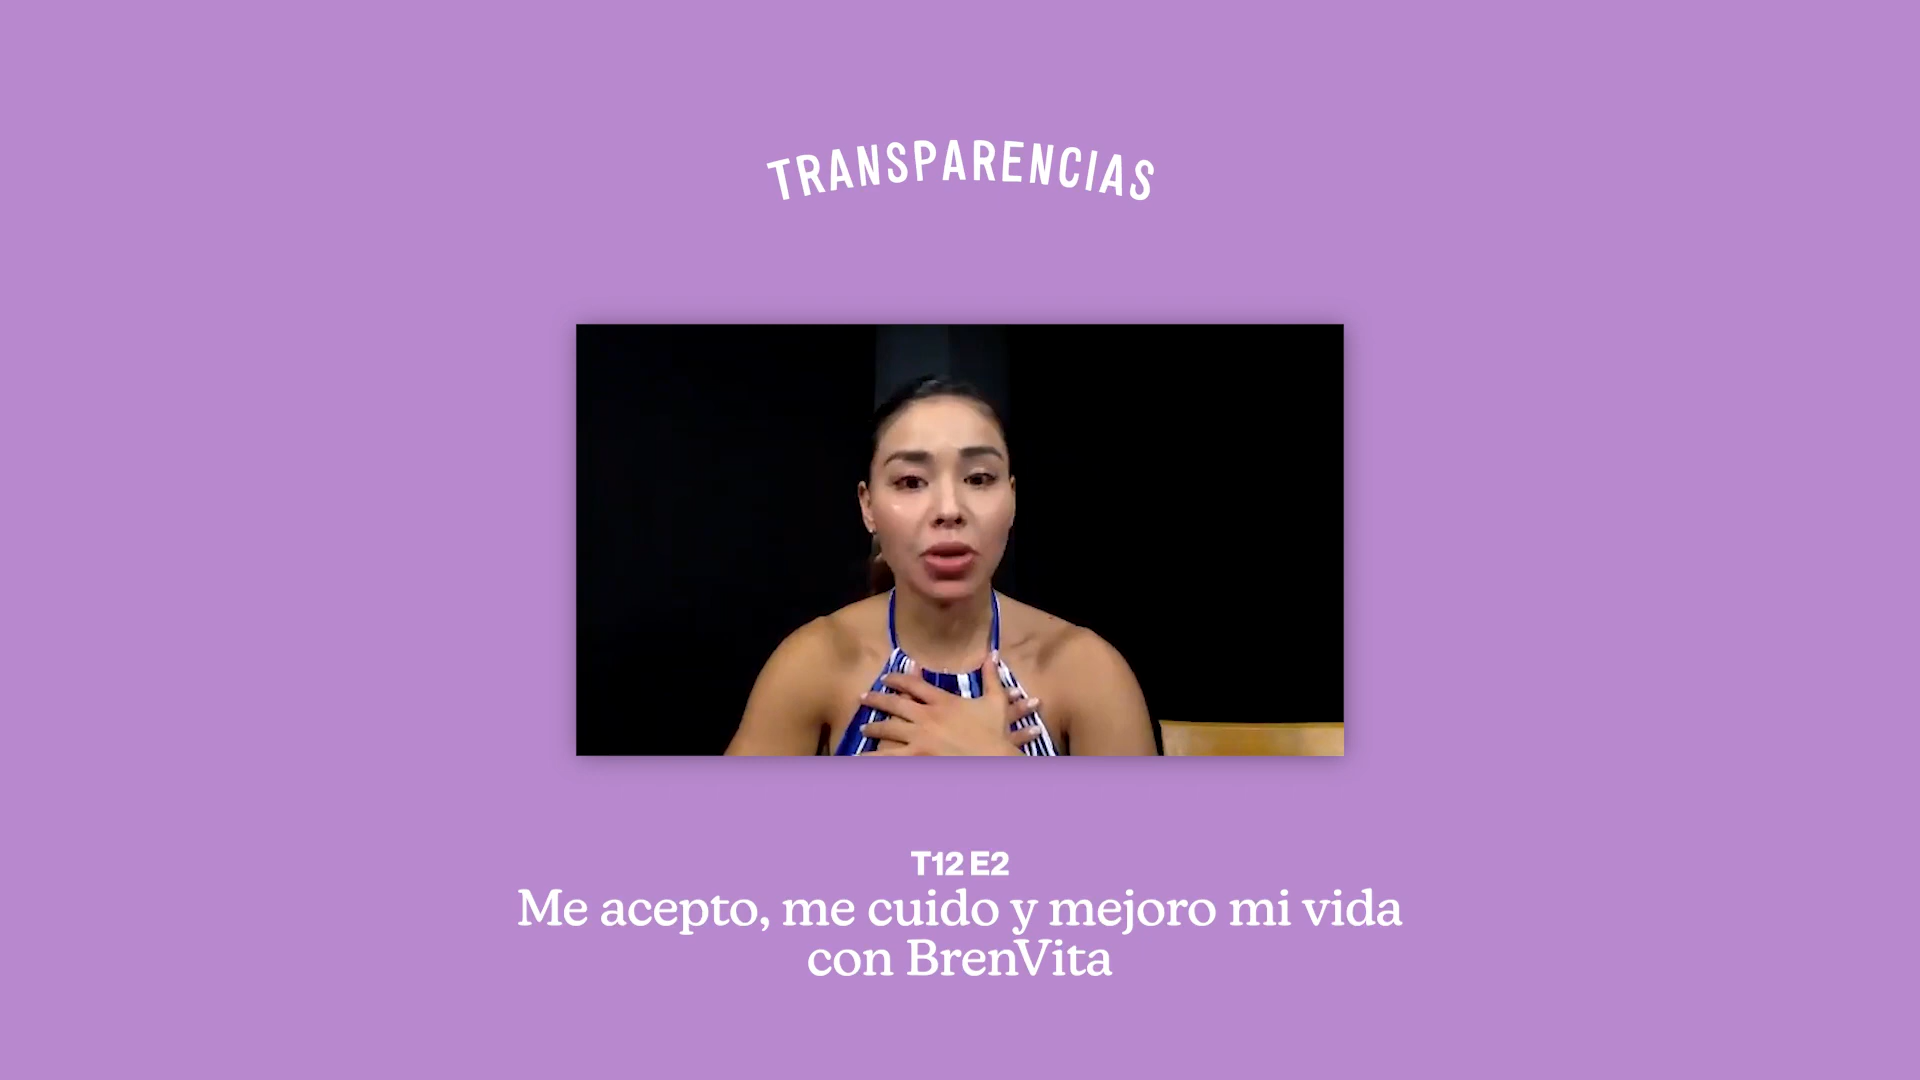 TRANSPARENCIAS
T12 E2
Me acepto, me cuido y mejoro mi vida
con BrenVita